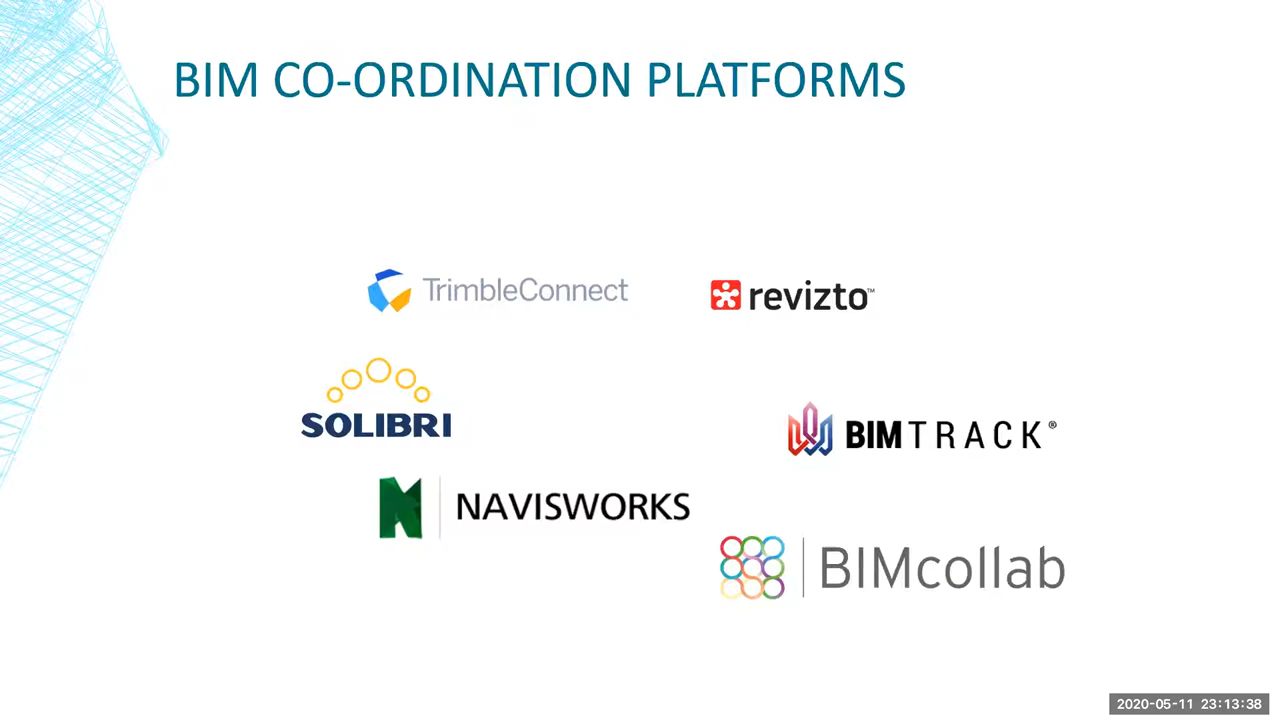 BIM CO-ORDINATION PLATFORMS
TrimbleConnect
revizto™
SOLIBRI
BIMTRACK®
NAVISWORKS
BIMcollab
2020-05-11 23:13:38